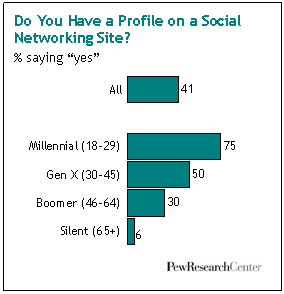 Do You Have a Profile on a Social
Networking Site?
% saying “yes”
All 41
Millennial (18-29) 75
Gen X (30-45) 50
Boomer (46-64) 30
Silent (65+) 6
PewResearchCenter